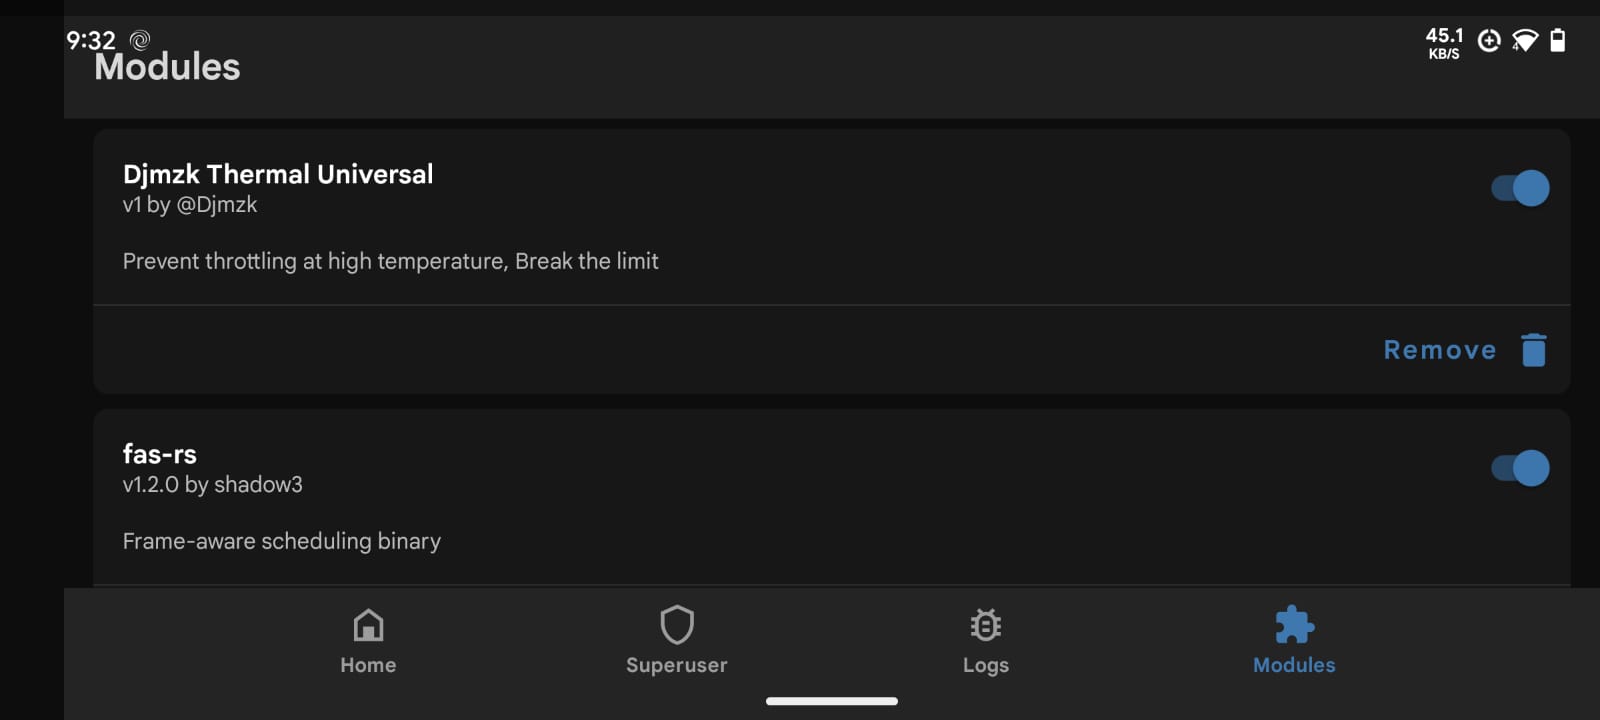 9:32
45.1
KB/S
4
Modules
Djmzk Thermal Universal
v1 by @Djmzk
Prevent throttling at high temperature, Break the limit
Remove
fas-rs
v1.2.0 by shadow3
Frame-aware scheduling binary
Home
Superuser
Logs
Modules